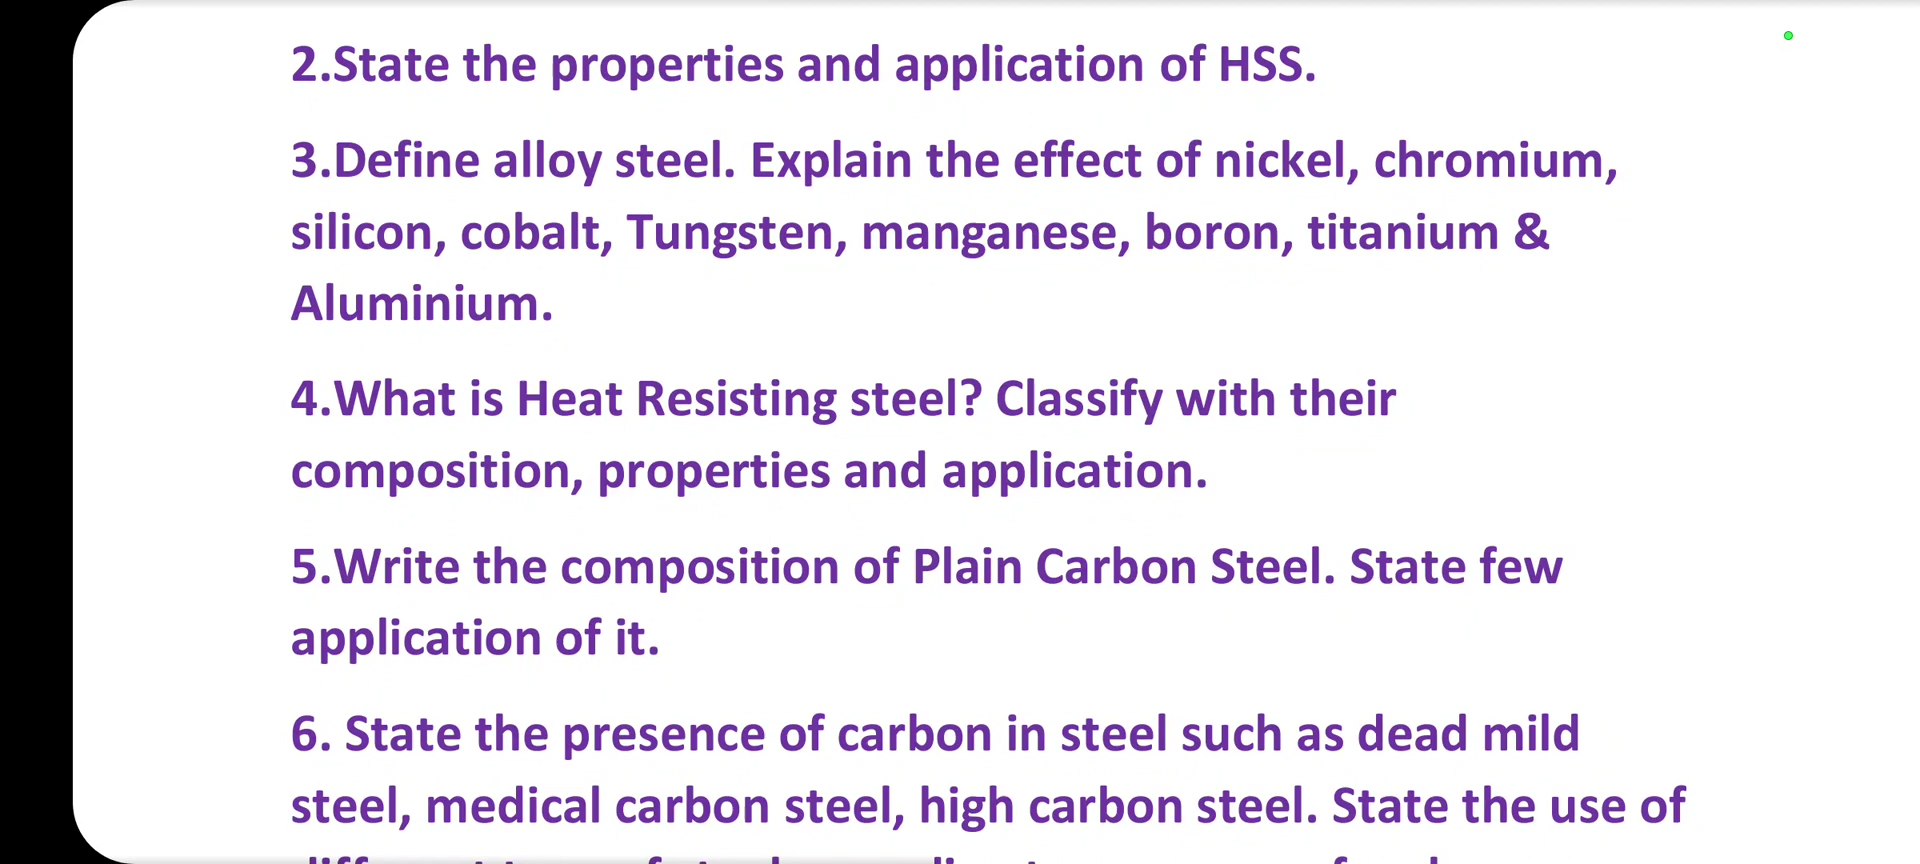 2.State the properties and application of HSS.
3.Define alloy steel. Explain the effect of nickel, chromium,
silicon, cobalt, Tungsten, manganese, boron, titanium &
Aluminium.
4.What is Heat Resisting steel? Classify with their
composition, properties and application.
5.Write the composition of Plain Carbon Steel. State few
application of it.
6. State the presence of carbon in steel such as dead mild
steel, medical carbon steel, high carbon steel. State the use of